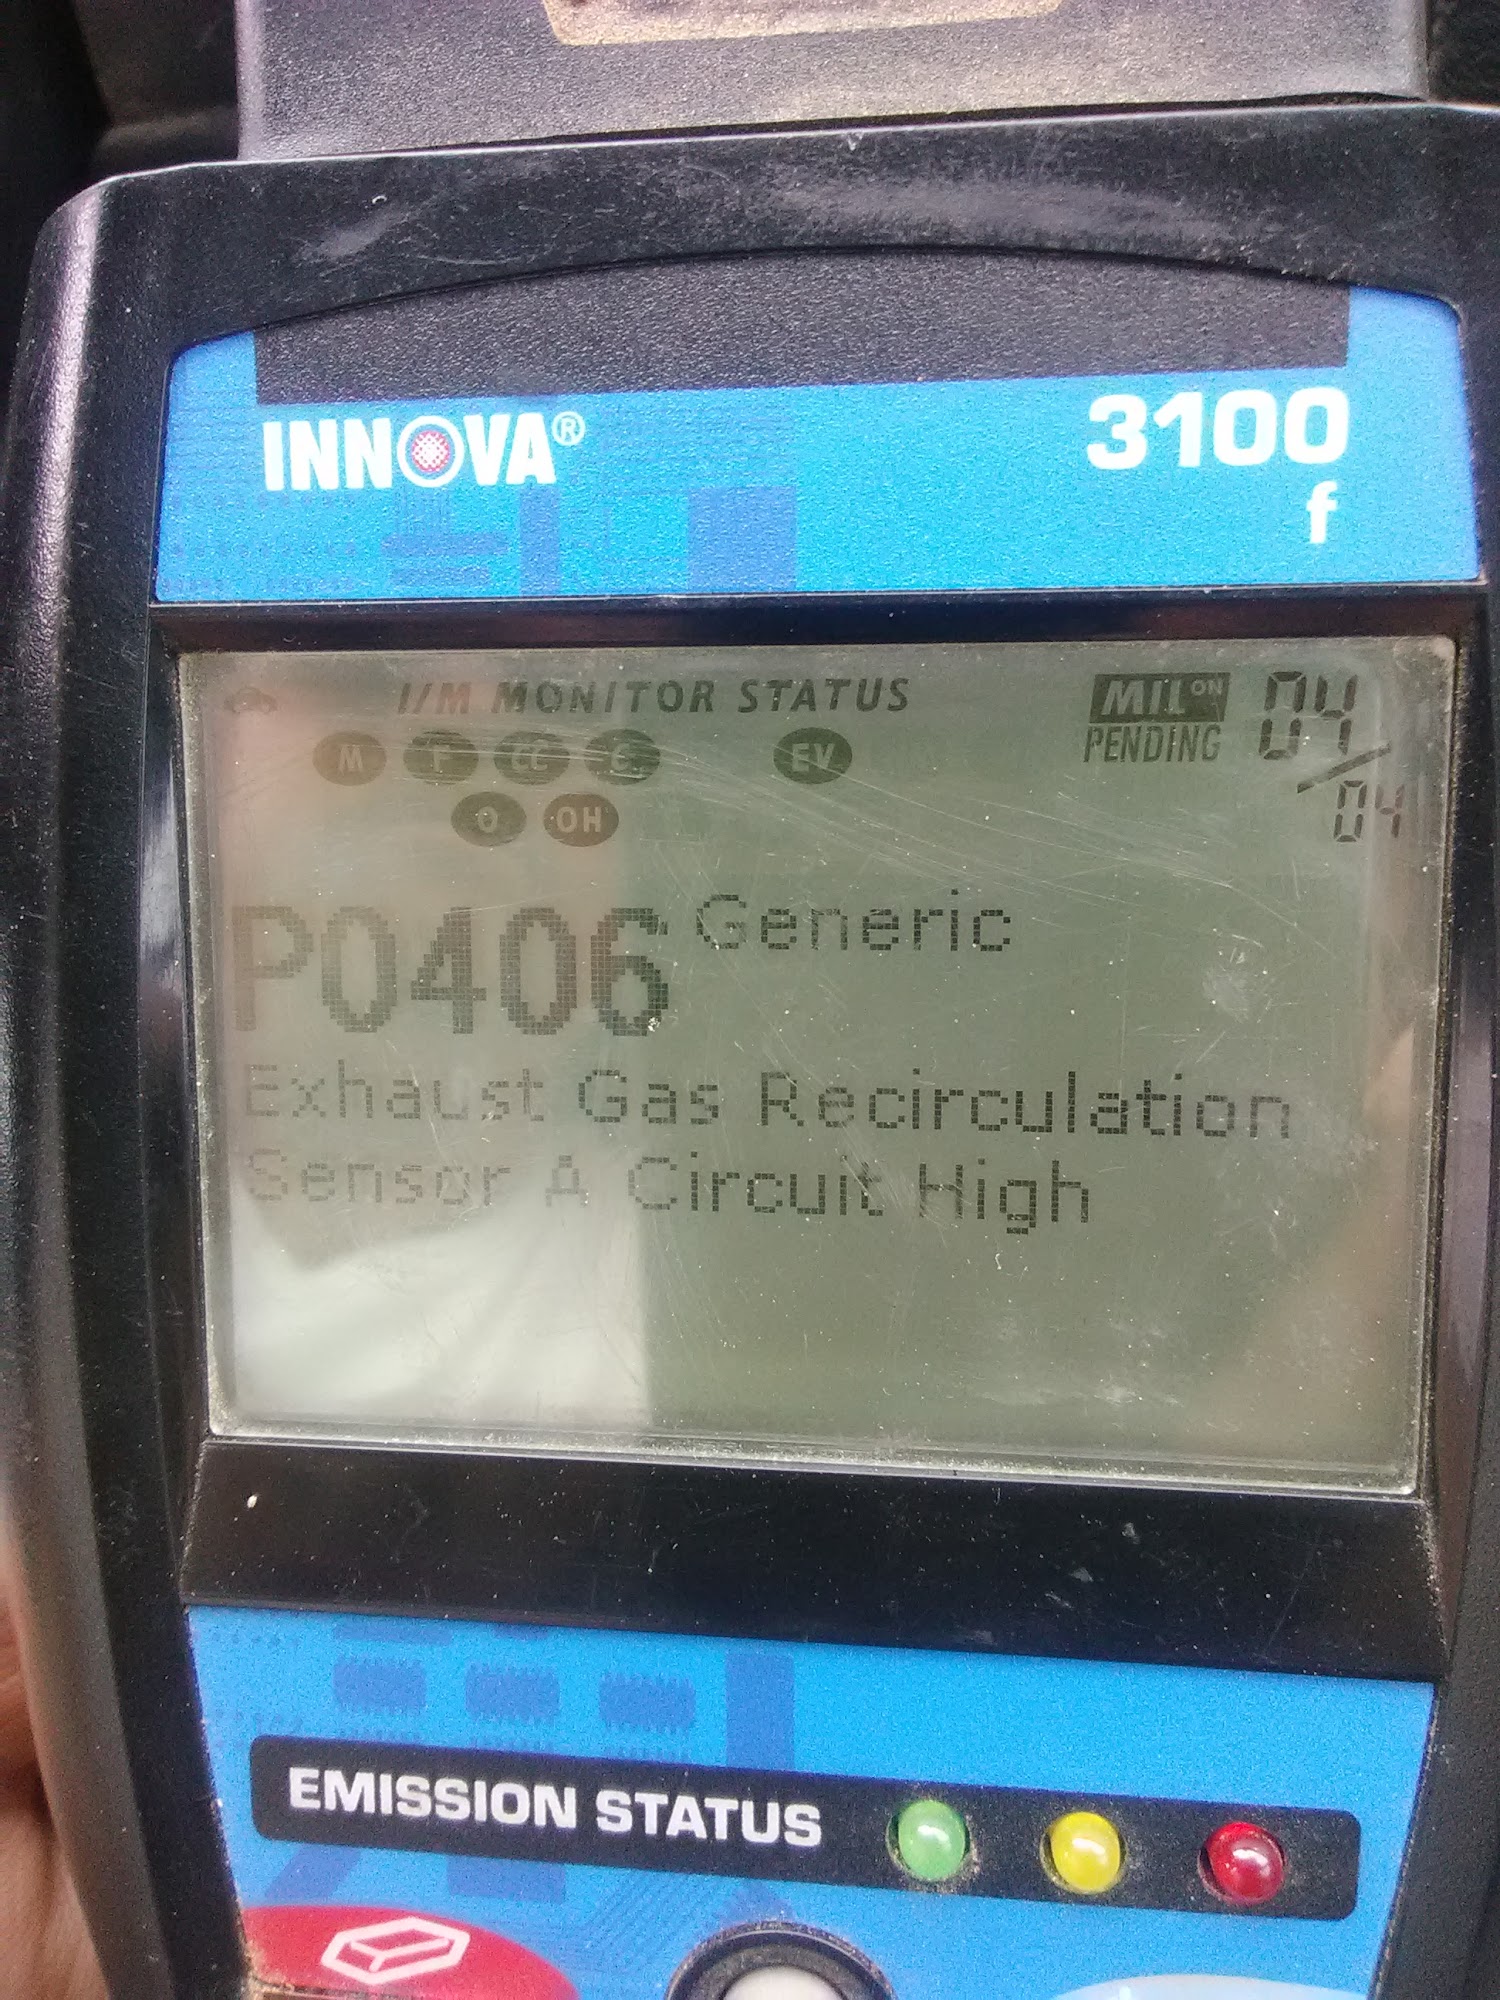 INNOVA®
3100
f
I/M MONITOR STATUS
MIL ON
PENDING
04/04
M F CC C EV
O OH
P0406 Generic
Exhaust Gas Recirculation
Sensor A Circuit High
EMISSION STATUS